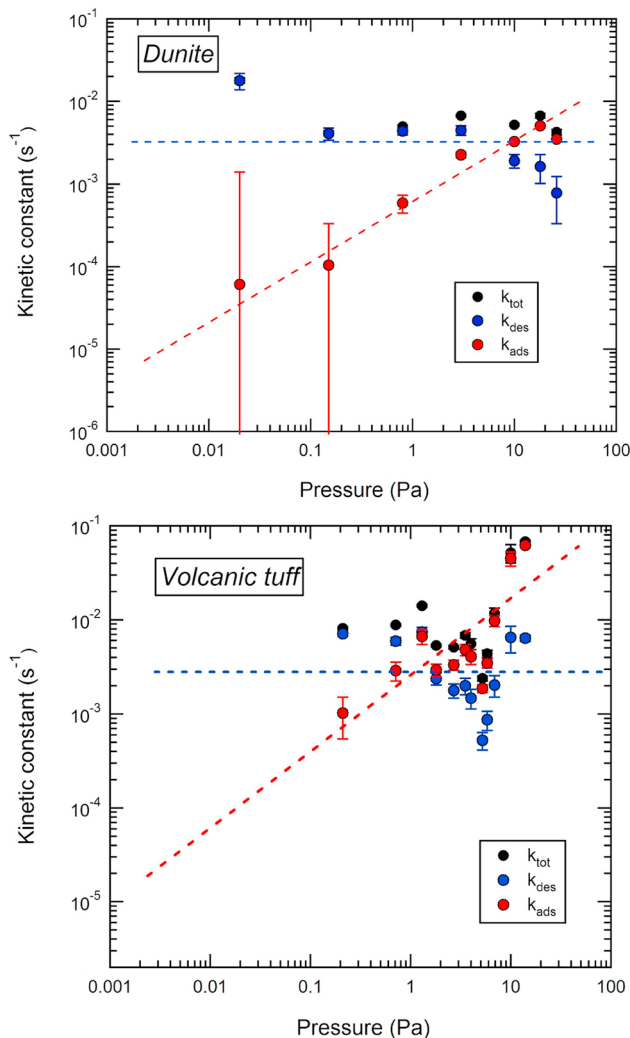 Dunite
10⁻¹
10⁻²
10⁻³
10⁻⁴
10⁻⁵
10⁻⁶
Kinetic constant (s⁻¹)
k_tot
k_des
k_ads
0.001 0.01 0.1 1 10 100
Pressure (Pa)
Volcanic tuff
10⁻¹
10⁻²
10⁻³
10⁻⁴
10⁻⁵
Kinetic constant (s⁻¹)
k_tot
k_des
k_ads
0.001 0.01 0.1 1 10 100
Pressure (Pa)